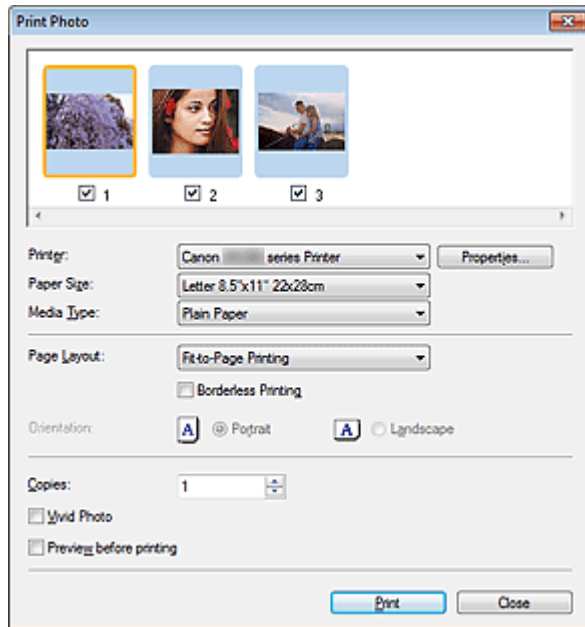 Print Photo
1 2 3
Printer: Canon series Printer Properties...
Paper Size: Letter 8.5"x11" 22x28cm
Media Type: Plain Paper
Page Layout: Fit-to-Page Printing
Borderless Printing
Orientation: A Portrait A Landscape
Copies: 1
Vivid Photo
Preview before printing
Print Close